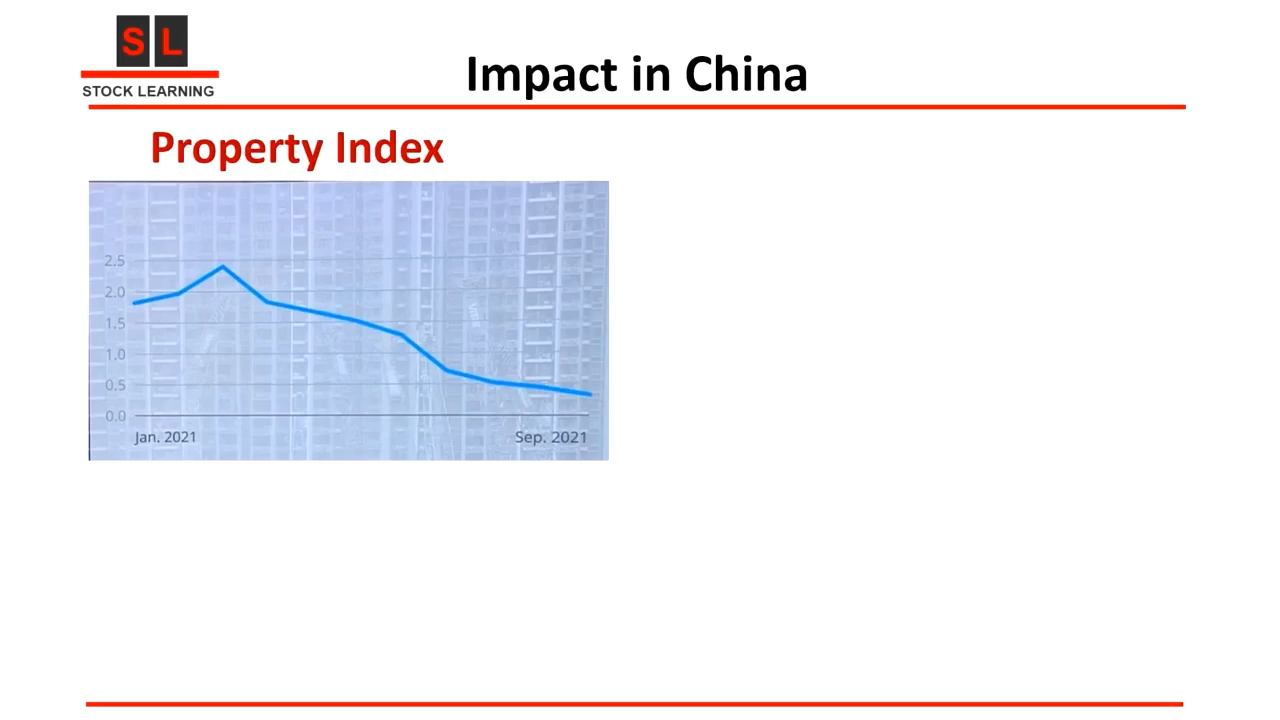 S L
STOCK LEARNING
Impact in China
Property Index
2.5
2.0
1.5
1.0
0.5
0.0
Jan. 2021
Sep. 2021